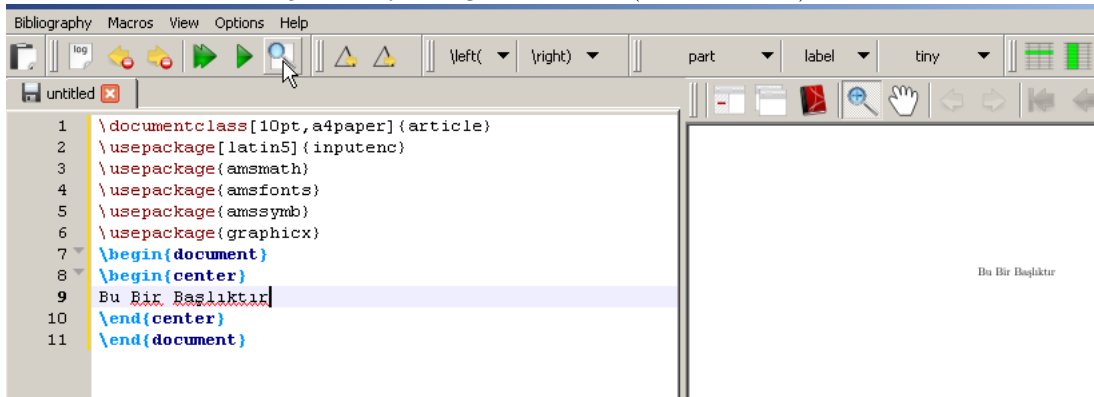 Bibliography Macros View Options Help
log \left( \right) part label tiny
untitled
1 \documentclass[10pt,a4paper]{article}
2 \usepackage[latin5]{inputenc}
3 \usepackage{amsmath}
4 \usepackage{amsfonts}
5 \usepackage{amssymb}
6 \usepackage{graphicx}
7 \begin{document}
8 \begin{center}
9 Bu Bir Başlıktır
10 \end{center}
11 \end{document}
Bu Bir Başlıktır